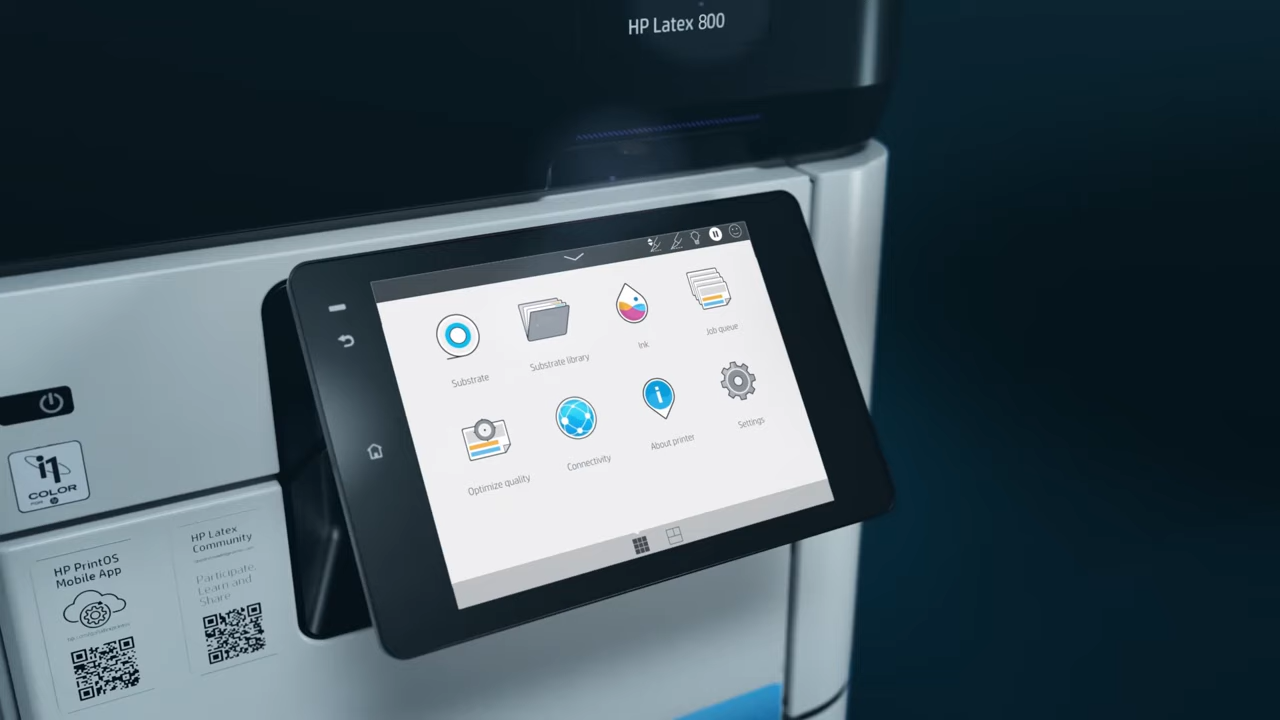 HP Latex 800
Substrate
Substrate library
Ink
Job queue
Optimize quality
Connectivity
About printer
Settings
i1
COLOR
HP PrintOS
Mobile App
HP Latex
Community
Participate,
Learn and
Share